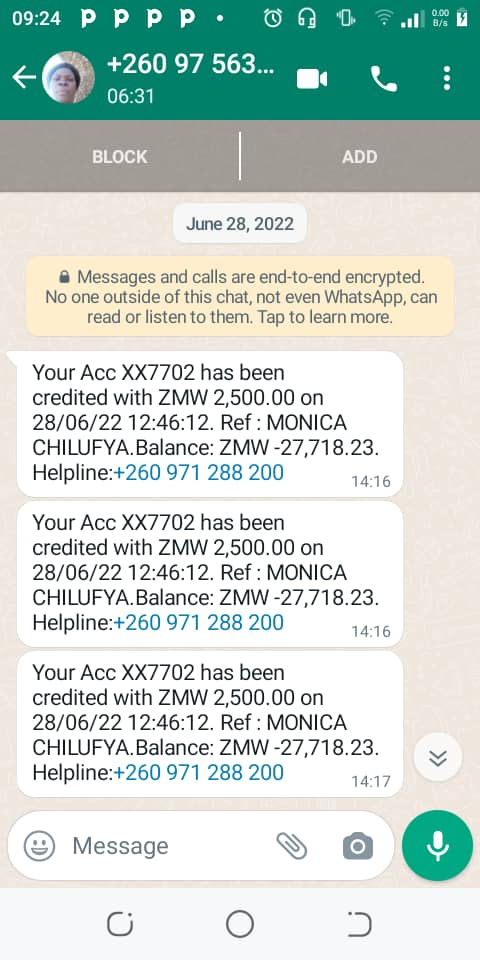 09:24
0.00
B/s
+260 97 563...
06:31
BLOCK
ADD
June 28, 2022
Messages and calls are end-to-end encrypted.
No one outside of this chat, not even WhatsApp, can
read or listen to them. Tap to learn more.
Your Acc XX7702 has been
credited with ZMW 2,500.00 on
28/06/22 12:46:12. Ref : MONICA
CHILUFYA.Balance: ZMW -27,718.23.
Helpline:+260 971 288 200
14:16
Your Acc XX7702 has been
credited with ZMW 2,500.00 on
28/06/22 12:46:12. Ref : MONICA
CHILUFYA.Balance: ZMW -27,718.23.
Helpline:+260 971 288 200
14:16
Your Acc XX7702 has been
credited with ZMW 2,500.00 on
28/06/22 12:46:12. Ref : MONICA
CHILUFYA.Balance: ZMW -27,718.23.
Helpline:+260 971 288 200
14:17
Message